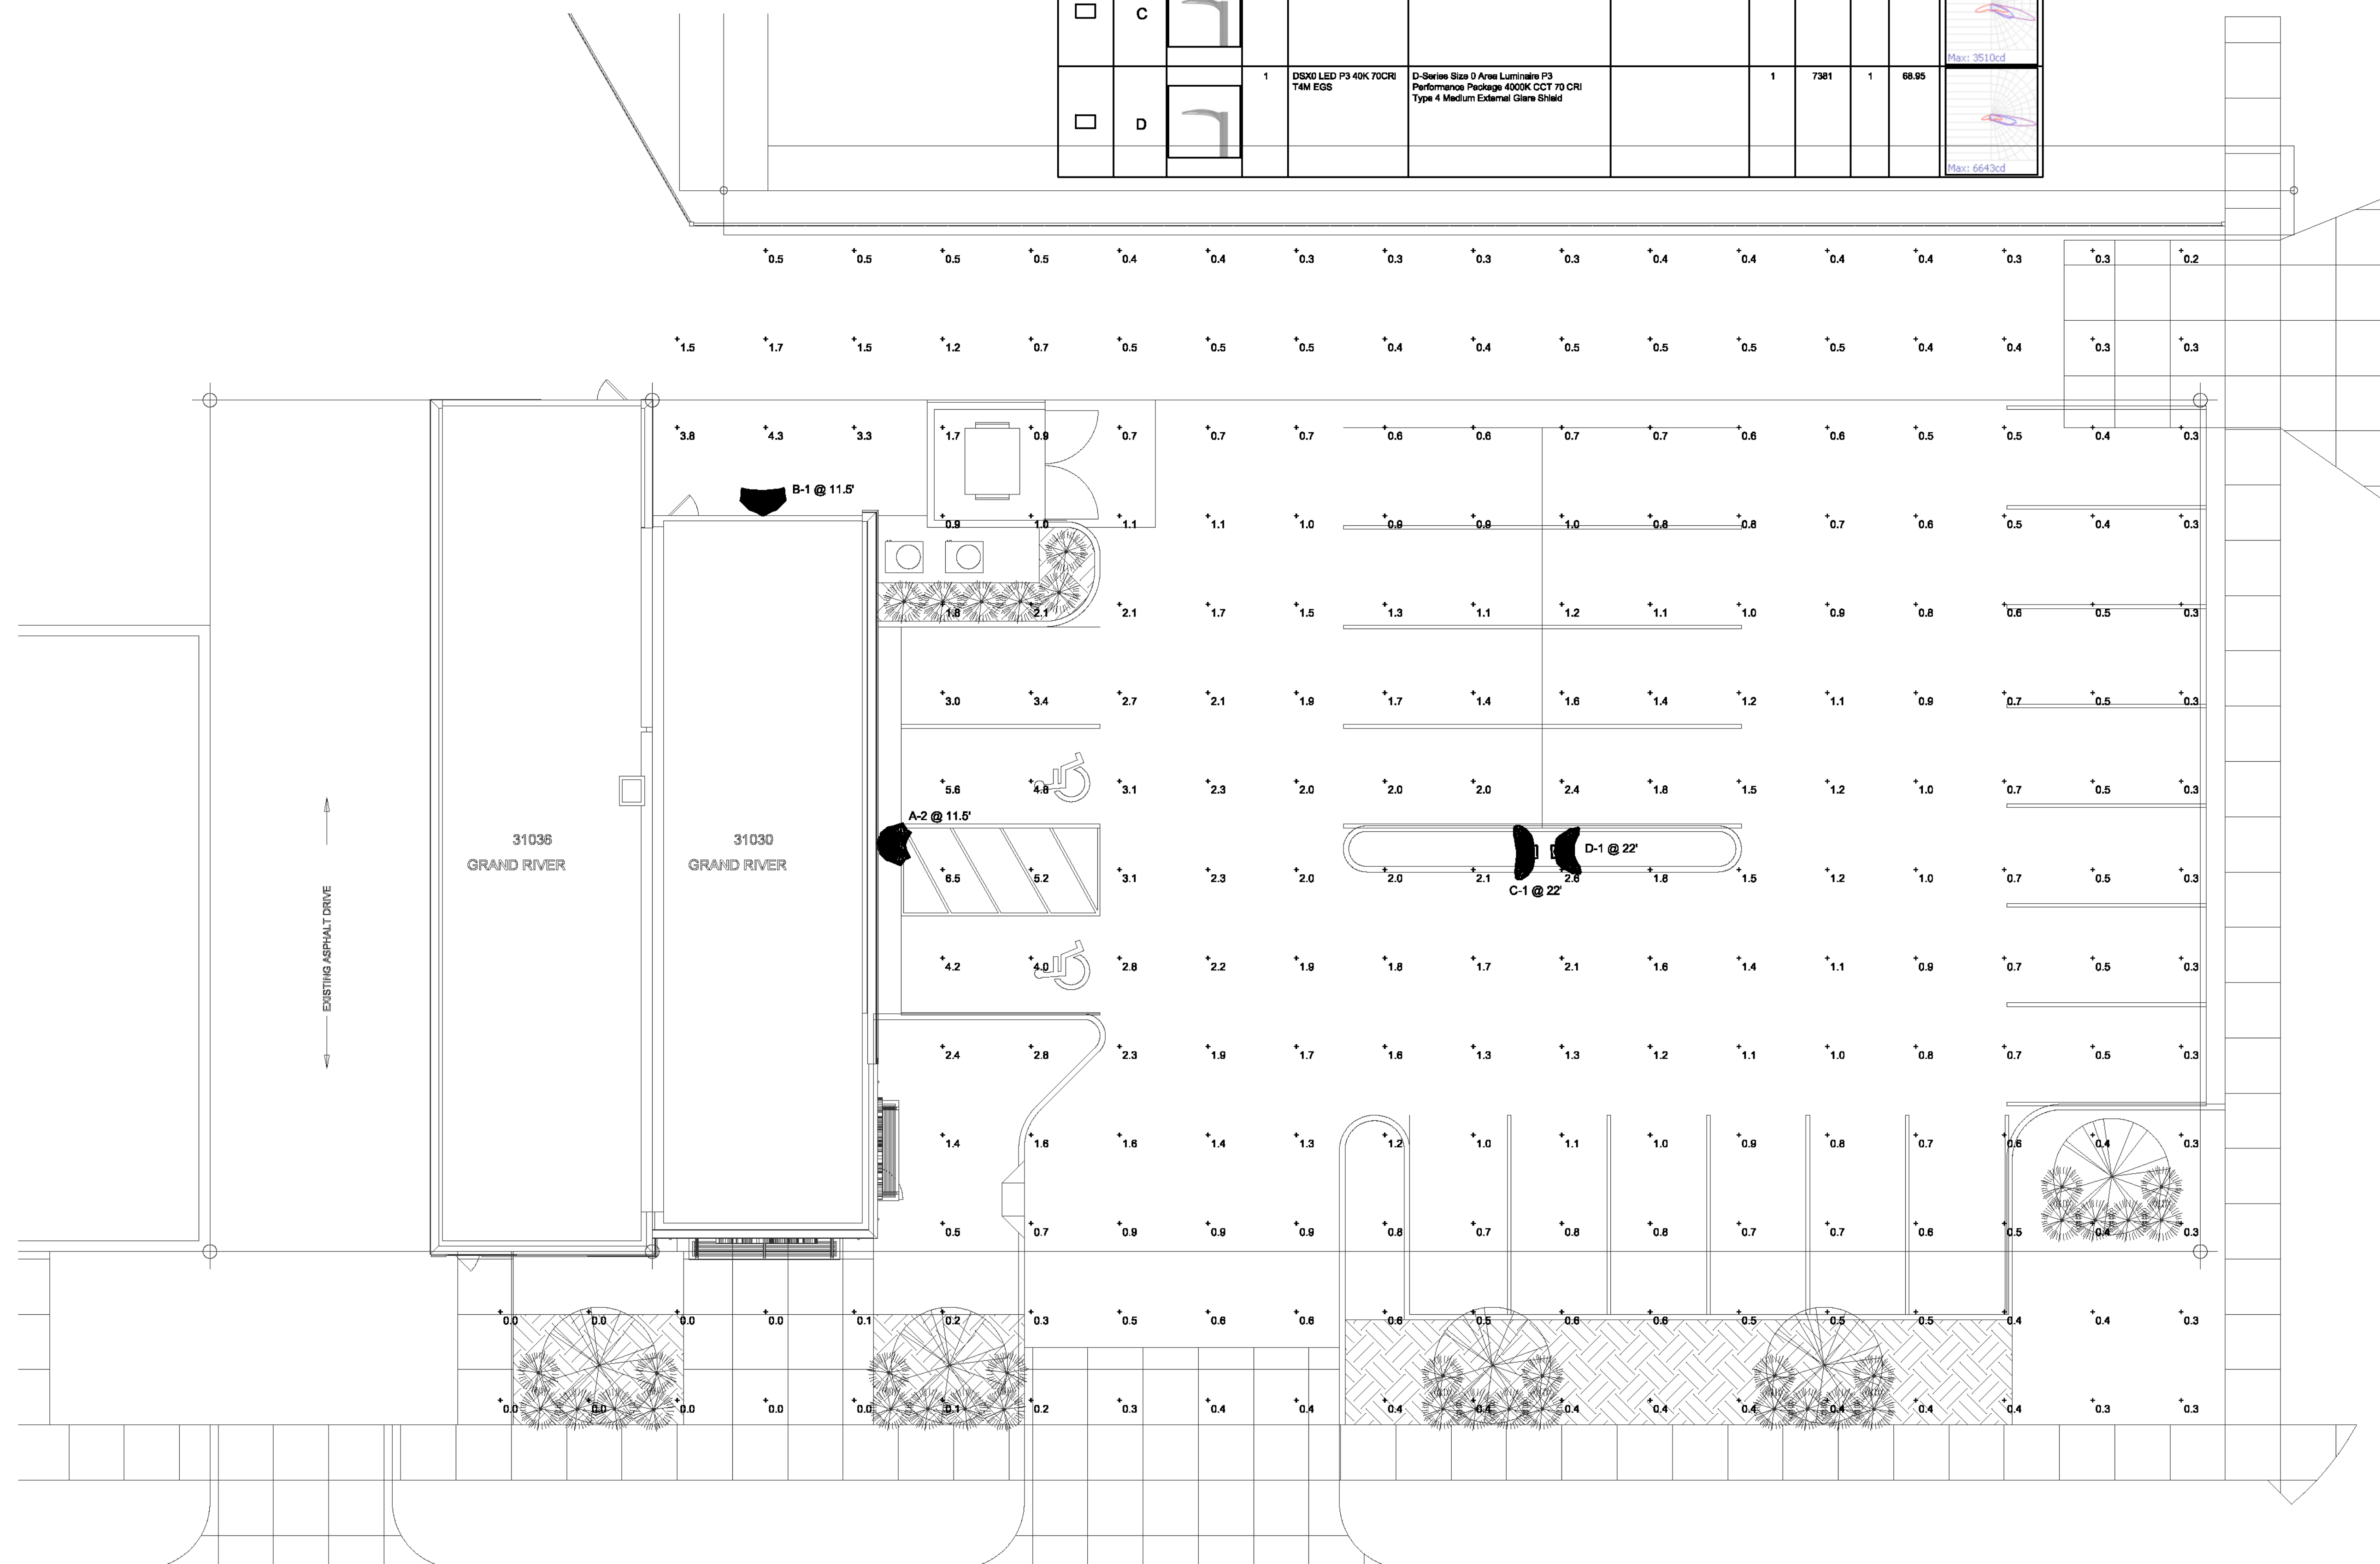 C
Max: 3510cd
1 DSX0 LED P3 40K 70CRI D-Series Size 0 Area Luminaire P3 1 7381 1 68.95
T4M EGS Performance Package 4000K CCT 70 CRI
Type 4 Medium External Glare Shield
D
Max: 6643cd
+0.5 +0.5 +0.5 +0.5 +0.4 +0.4 +0.3 +0.3 +0.3 +0.3 +0.4 +0.4 +0.4 +0.4 +0.3 +0.3 +0.2
+1.5 +1.7 +1.5 +1.2 +0.7 +0.5 +0.5 +0.5 +0.4 +0.4 +0.5 +0.5 +0.5 +0.5 +0.4 +0.4 +0.3 +0.3
+3.8 +4.3 +3.3 +1.7 +0.9 +0.7 +0.7 +0.7 +0.6 +0.6 +0.7 +0.7 +0.6 +0.6 +0.5 +0.5 +0.4 +0.3
B-1 @ 11.5'
+0.9 +1.0 +1.1 +1.1 +1.0 +0.9 +0.9 +1.0 +0.8 +0.8 +0.7 +0.6 +0.5 +0.4 +0.3
+1.8 +2.1 +2.1 +1.7 +1.5 +1.3 +1.1 +1.2 +1.1 +1.0 +0.9 +0.8 +0.6 +0.5 +0.3
+3.0 +3.4 +2.7 +2.1 +1.9 +1.7 +1.4 +1.6 +1.4 +1.2 +1.1 +0.9 +0.7 +0.5 +0.3
+5.6 +4.8 +3.1 +2.3 +2.0 +2.0 +2.0 +2.4 +1.8 +1.5 +1.2 +1.0 +0.7 +0.5 +0.3
A-2 @ 11.5'
31036
GRAND RIVER
31030
GRAND RIVER
D-1 @ 22'
+6.5 +5.2 +3.1 +2.3 +2.0 +2.0 +2.1 +2.6 +1.8 +1.5 +1.2 +1.0 +0.7 +0.5 +0.3
C-1 @ 22'
EXISTING ASPHALT DRIVE
+4.2 +4.0 +2.8 +2.2 +1.9 +1.8 +1.7 +2.1 +1.6 +1.4 +1.1 +0.9 +0.7 +0.5 +0.3
+2.4 +2.8 +2.3 +1.9 +1.7 +1.6 +1.3 +1.3 +1.2 +1.1 +1.0 +0.8 +0.7 +0.5 +0.3
+1.4 +1.6 +1.6 +1.4 +1.3 +1.2 +1.0 +1.1 +1.0 +0.9 +0.8 +0.7 +0.6 +0.4 +0.3
+0.5 +0.7 +0.9 +0.9 +0.9 +0.8 +0.7 +0.8 +0.8 +0.7 +0.7 +0.6 +0.5 +0.4 +0.3
+0.0 +0.0 +0.0 +0.0 +0.1 +0.2 +0.3 +0.5 +0.6 +0.6 +0.6 +0.5 +0.6 +0.6 +0.5 +0.5 +0.5 +0.4 +0.4 +0.3
+0.0 +0.0 +0.0 +0.0 +0.0 +0.1 +0.2 +0.3 +0.4 +0.4 +0.4 +0.4 +0.4 +0.4 +0.4 +0.4 +0.4 +0.4 +0.3 +0.3